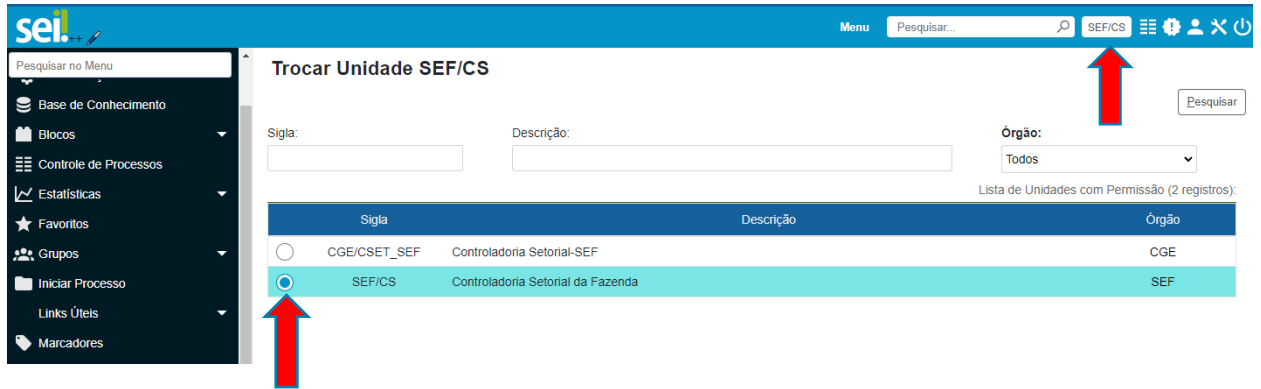 sei!++
Menu
Pesquisar...
SEF/CS
Pesquisar no Menu
Base de Conhecimento
Blocos
Controle de Processos
Estatísticas
Favoritos
Grupos
Iniciar Processo
Links Úteis
Marcadores
Trocar Unidade SEF/CS
Pesquisar
Sigla:
Descrição:
Órgão:
Todos
Lista de Unidades com Permissão (2 registros):
Sigla Descrição Órgão
CGE/CSET_SEF Controladoria Setorial-SEF CGE
SEF/CS Controladoria Setorial da Fazenda SEF